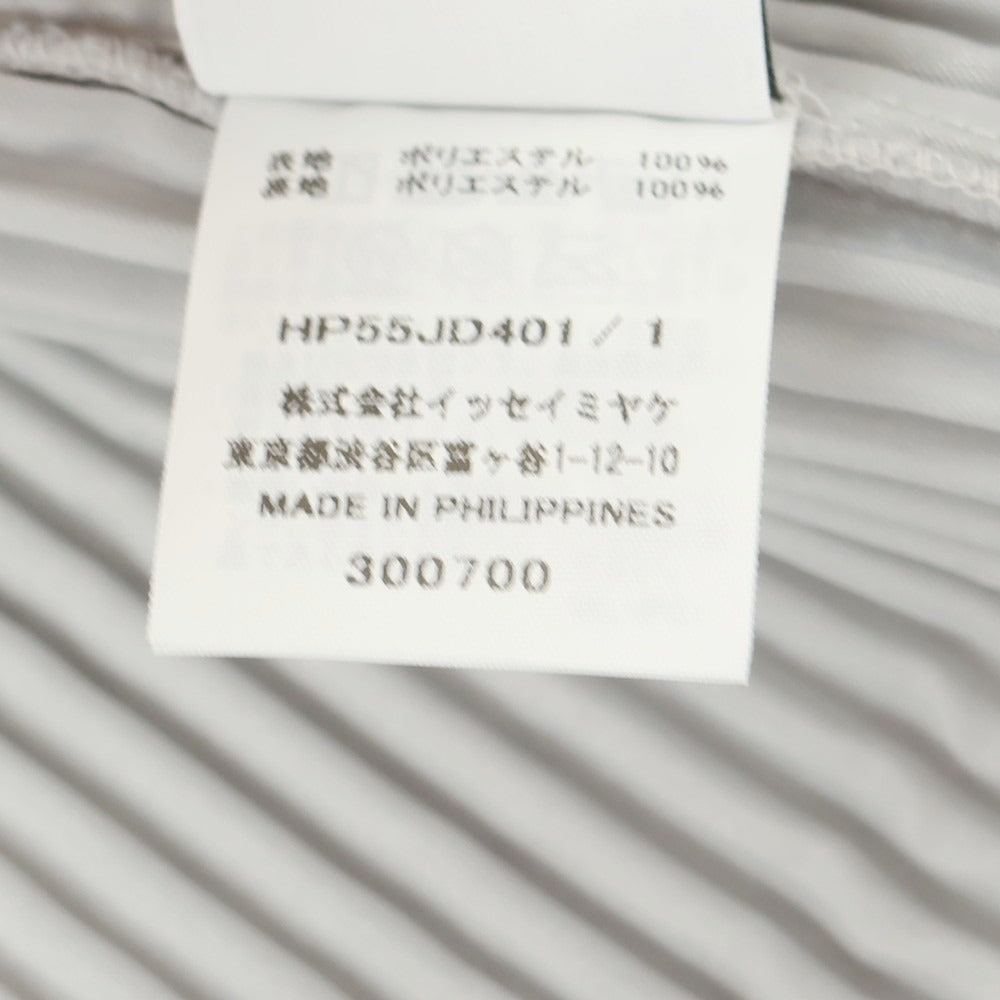 表地 ポリエステル 100%
裏地 ポリエステル 100%
HP55JD401 / 1
株式会社イッセイミヤケ
東京都渋谷区幡ヶ谷1-12-10
MADE IN PHILIPPINES
300700